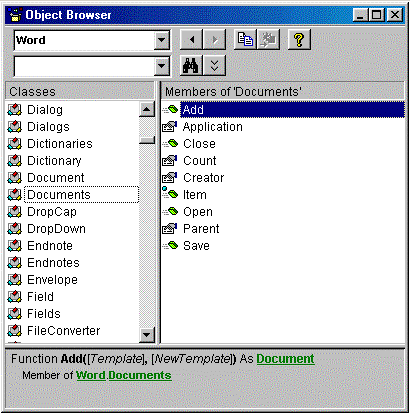 Object Browser
Word
Classes
Dialog
Dialogs
Dictionaries
Dictionary
Document
Documents
DropCap
DropDown
Endnote
Endnotes
Envelope
Field
Fields
FileConverter
Members of 'Documents'
Add
Application
Close
Count
Creator
Item
Open
Parent
Save
Function Add([Template], [NewTemplate]) As Document
Member of Word.Documents